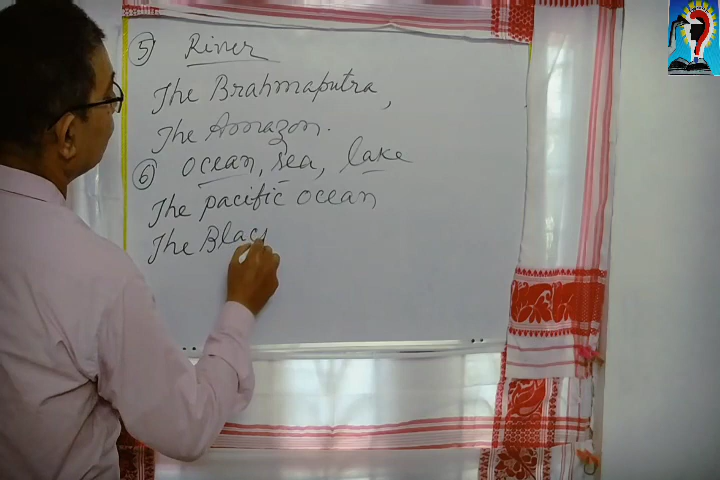 ⑤ River
The Brahmaputra,
The Amazon.
⑥ Ocean, sea, lake
The pacific Ocean
The Blac